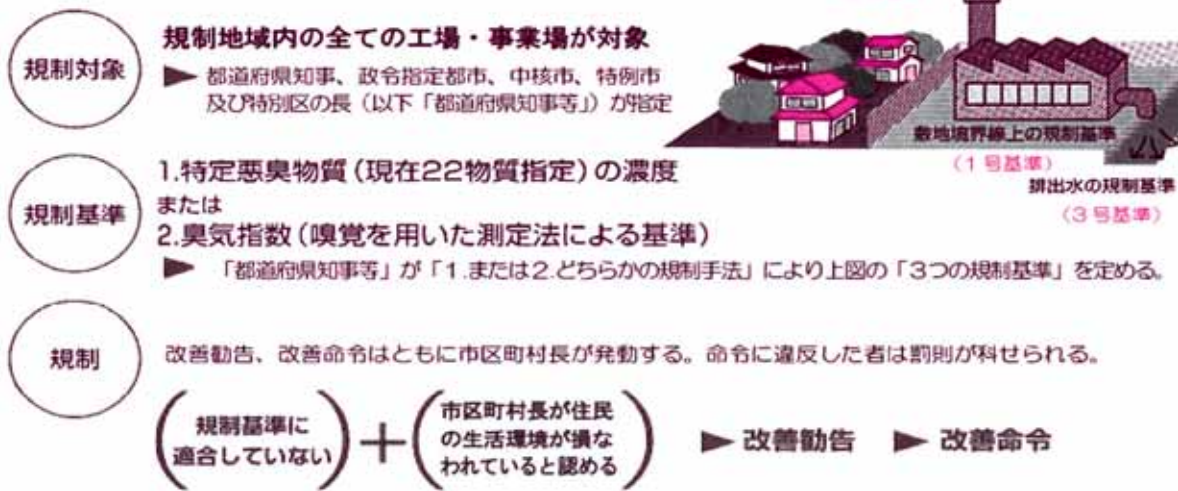 規制対象
規制地域内の全ての工場・事業場が対象
▶ 都道府県知事、政令指定都市、中核市、特例市
及び特別区の長（以下「都道府県知事等」）が指定
敷地境界線上の規制基準
（1号基準）
排出水の規制基準
（3号基準）
規制基準
1.特定悪臭物質（現在22物質指定）の濃度
または
2.臭気指数（嗅覚を用いた測定法による基準）
▶ 「都道府県知事等」が「1.または2.どちらかの規制手法」により上図の「3つの規制基準」を定める。
規制
改善勧告、改善命令はともに市区町村長が発動する。命令に違反した者は罰則が科せられる。
（規制基準に
適合していない）
＋
（市区町村長が住民
の生活環境が損な
われていると認める）
▶ 改善勧告 ▶ 改善命令